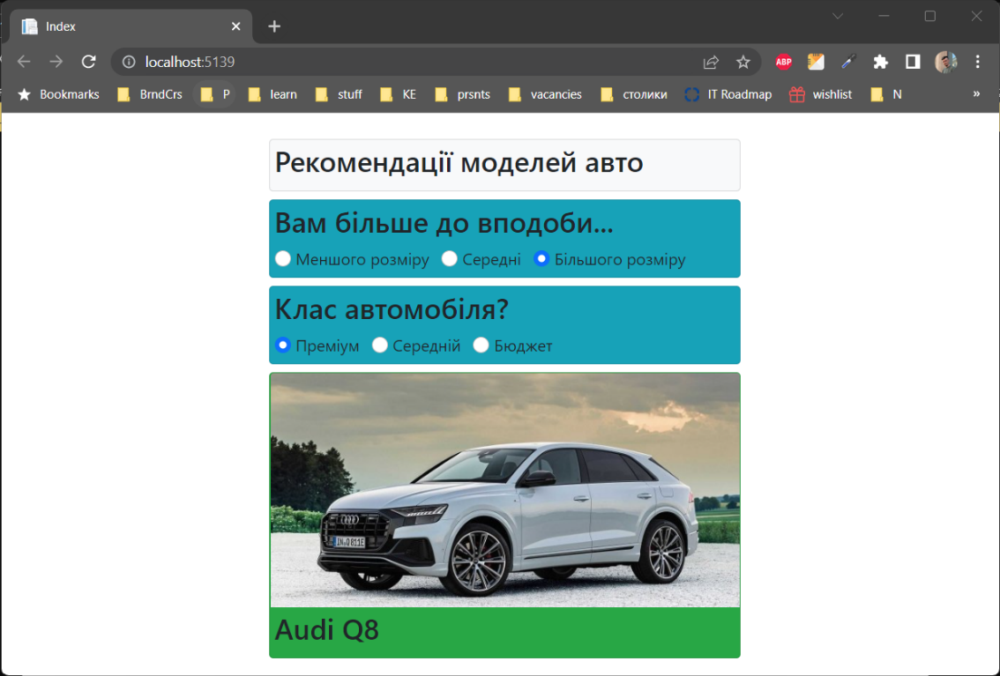 Index
localhost:5139
ABP
Bookmarks BrndCrs P learn stuff KE prsnts vacancies столики IT Roadmap wishlist N »
Рекомендації моделей авто
Вам більше до вподоби...
Меншого розміру Середні Більшого розміру
Клас автомобіля?
Преміум Середній Бюджет
IN Q 811E
Audi Q8